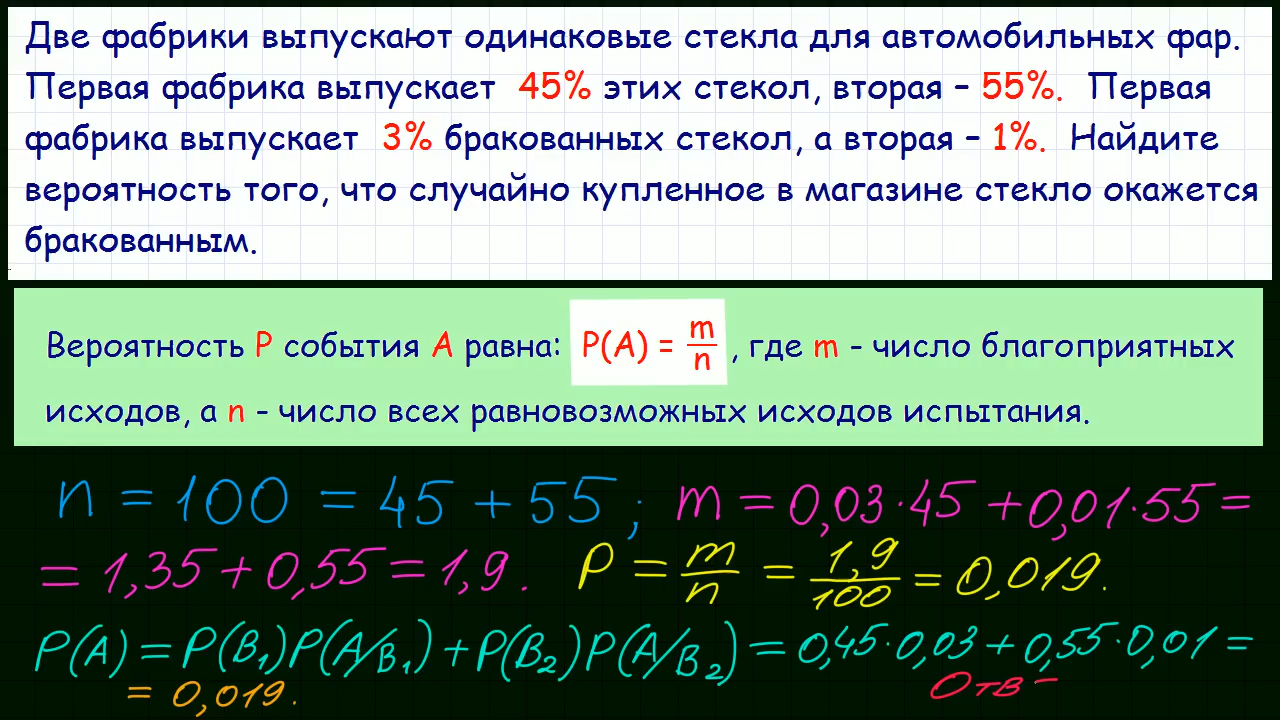 Две фабрики выпускают одинаковые стекла для автомобильных фар.
Первая фабрика выпускает 45% этих стекол, вторая – 55%. Первая
фабрика выпускает 3% бракованных стекол, а вторая – 1%. Найдите
вероятность того, что случайно купленное в магазине стекло окажется
бракованным.
Вероятность P события A равна: P(A) = m/n , где m - число благоприятных
исходов, а n - число всех равновозможных исходов испытания.
n = 100 = 45 + 55 ; m = 0,03·45 + 0,01·55 =
= 1,35 + 0,55 = 1,9 . P = m/n = 1,9/100 = 0,019.
P(A) = P(B₁)P(A/B₁) + P(B₂)P(A/B₂) = 0,45·0,03 + 0,55·0,01 =
= 0,019. Отв -